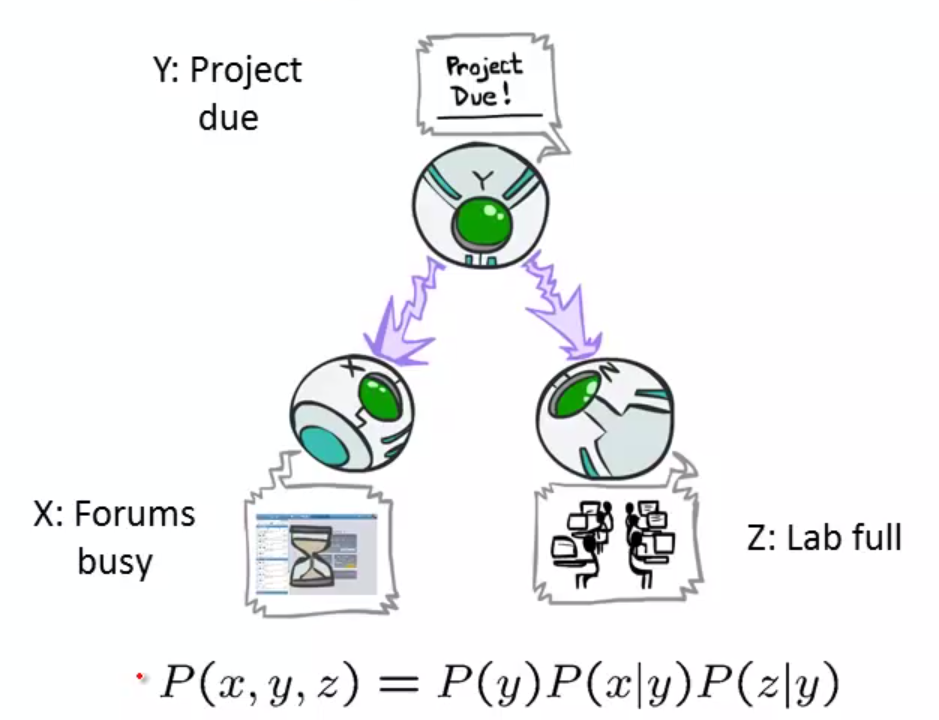 Y: Project
due
Project
Due!
Y
X
Z
X: Forums
busy
Z: Lab full
P(x, y, z) = P(y)P(x|y)P(z|y)